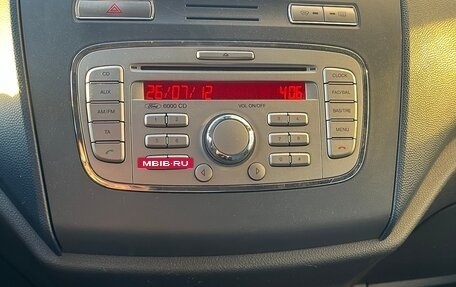 CD
AUX
AM/FM
TA
26/07/12 4:06
Ford 6000 CD
VOL ON/OFF
CLOCK
FAD/BAL
BAS/TRE
MENU
MBIB.RU